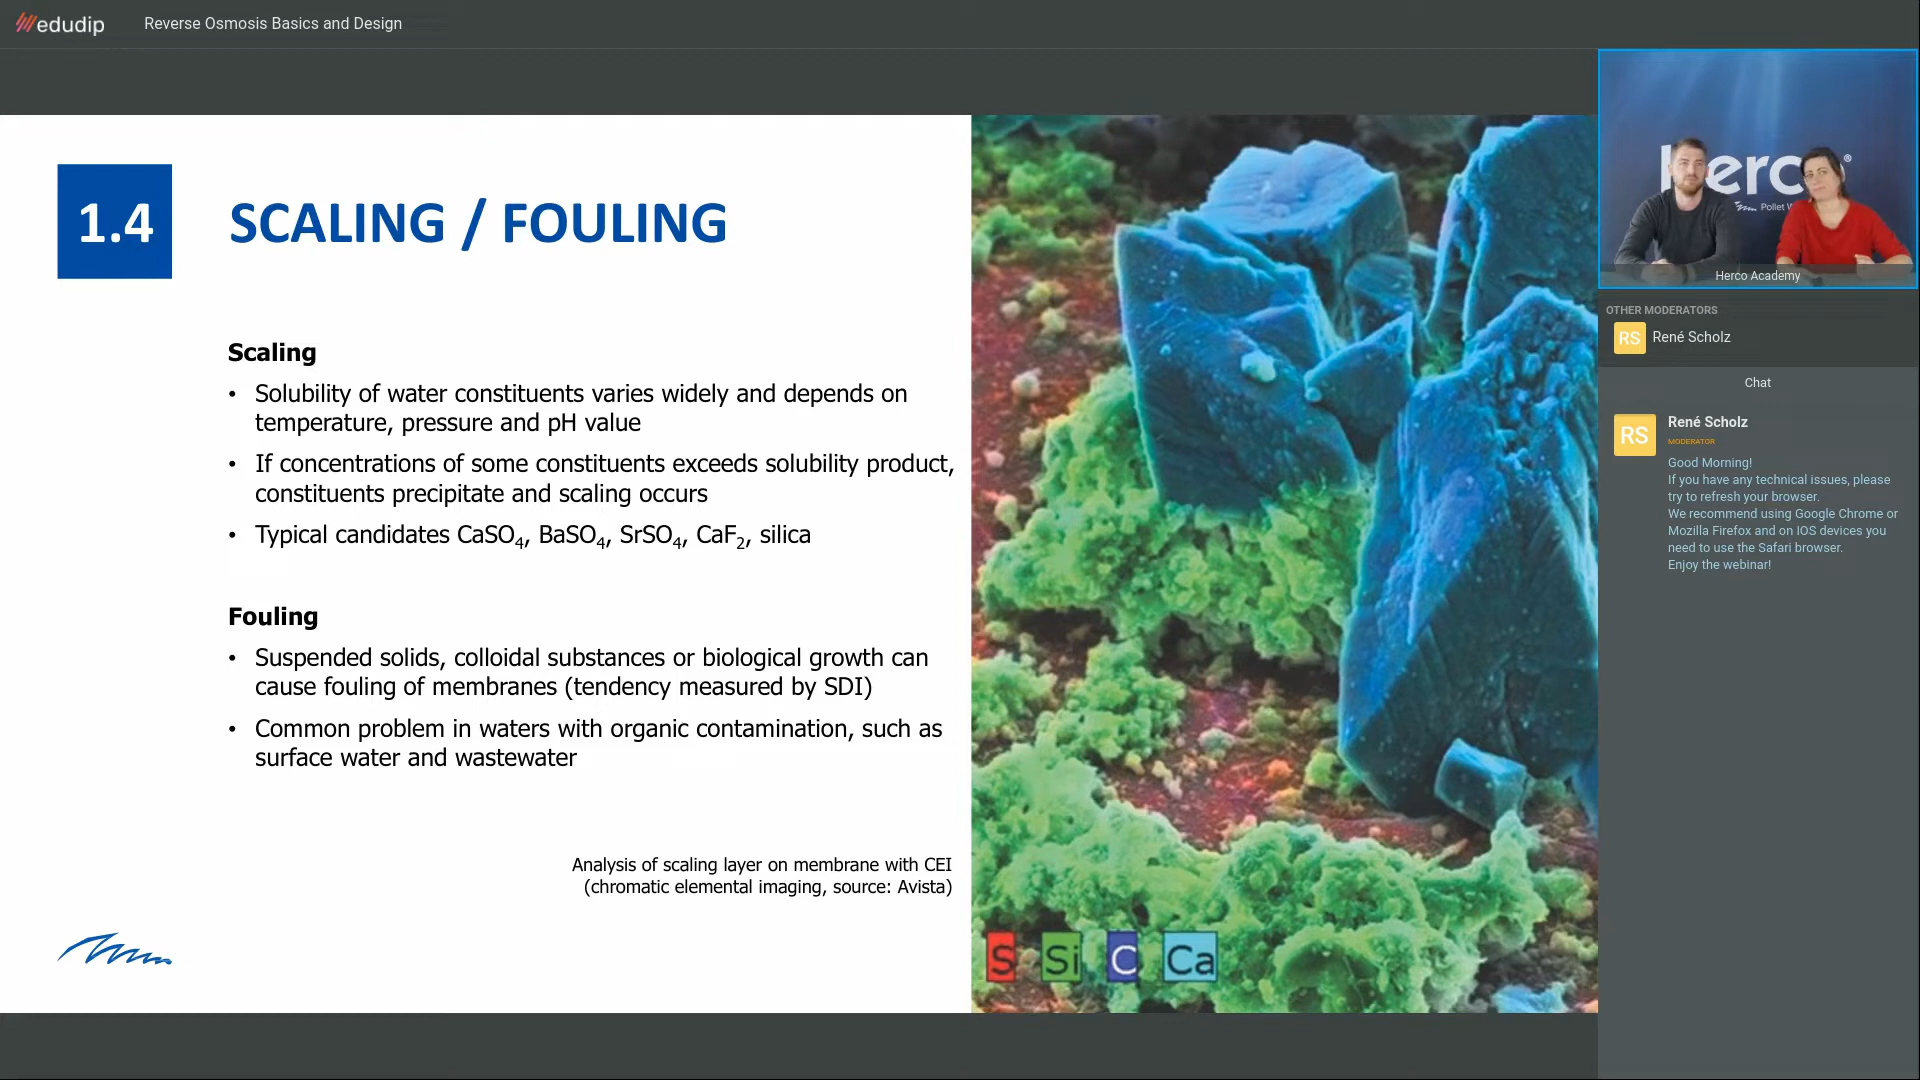 edudip
Reverse Osmosis Basics and Design
1.4
SCALING / FOULING
Scaling
• Solubility of water constituents varies widely and depends on
temperature, pressure and pH value
• If concentrations of some constituents exceeds solubility product,
constituents precipitate and scaling occurs
• Typical candidates CaSO4, BaSO4, SrSO4, CaF2, silica
Fouling
• Suspended solids, colloidal substances or biological growth can
cause fouling of membranes (tendency measured by SDI)
• Common problem in waters with organic contamination, such as
surface water and wastewater
Analysis of scaling layer on membrane with CEI
(chromatic elemental imaging, source: Avista)
S Si C Ca
herco®
Pollet W
Herco Academy
OTHER MODERATORS
RS René Scholz
Chat
RS
René Scholz
MODERATOR
Good Morning!
If you have any technical issues, please
try to refresh your browser.
We recommend using Google Chrome or
Mozilla Firefox and on IOS devices you
need to use the Safari browser.
Enjoy the webinar!